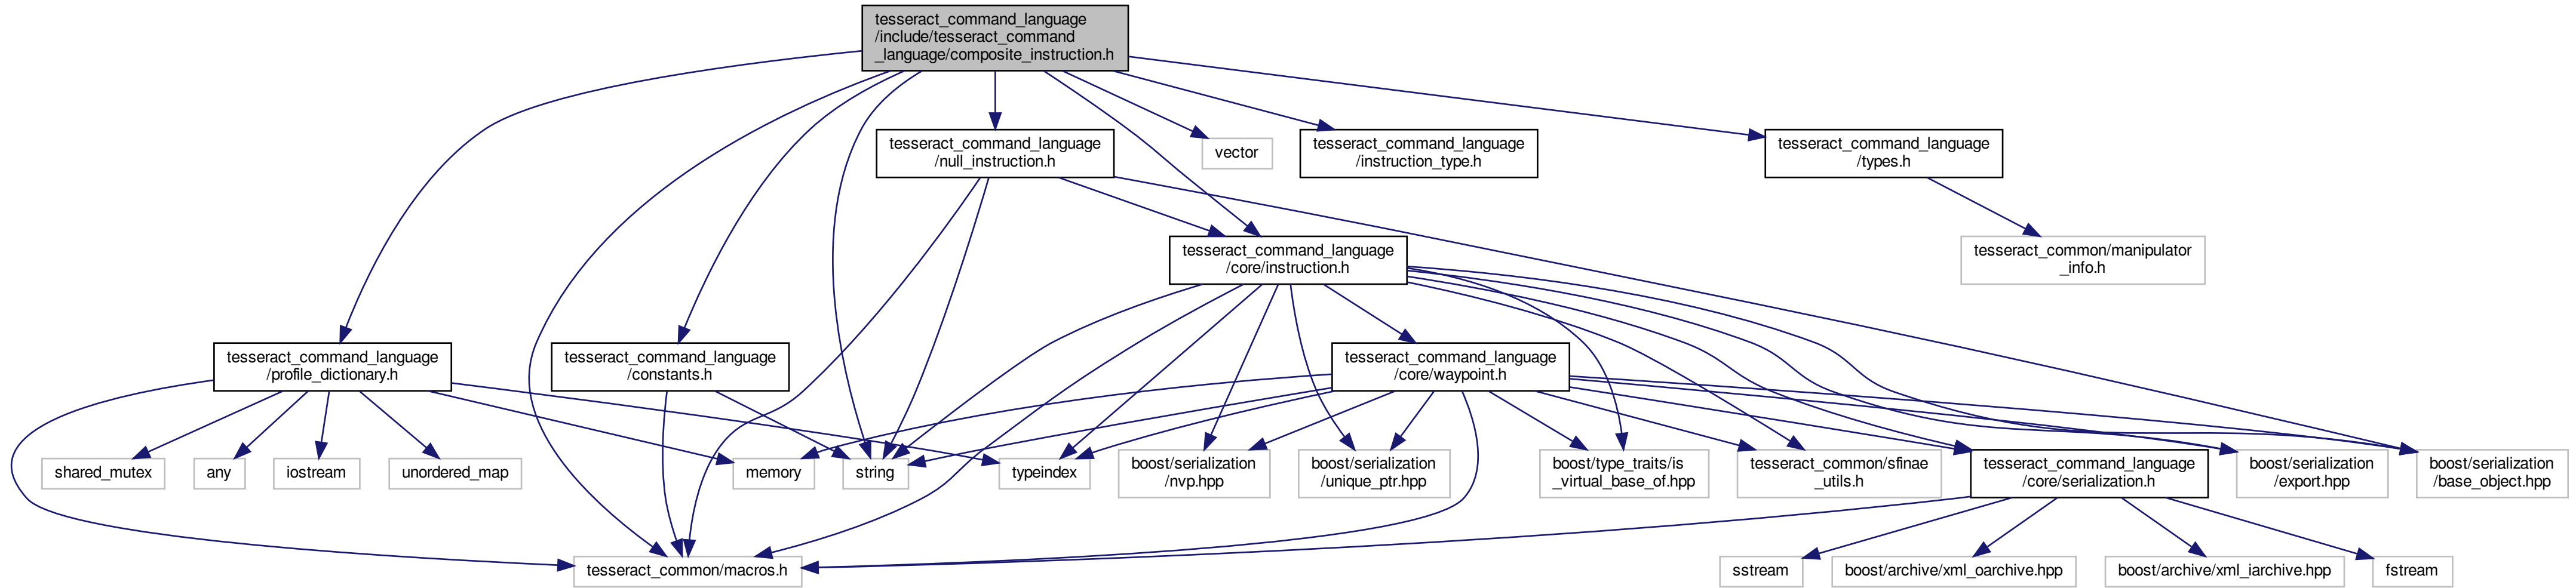 tesseract_command_language
/include/tesseract_command
_language/composite_instruction.h
tesseract_command_language
/null_instruction.h
vector
tesseract_command_language
/instruction_type.h
tesseract_command_language
/types.h
tesseract_command_language
/core/instruction.h
tesseract_common/manipulator
_info.h
tesseract_command_language
/profile_dictionary.h
tesseract_command_language
/constants.h
tesseract_command_language
/core/waypoint.h
shared_mutex
any
iostream
unordered_map
memory
string
typeindex
boost/serialization
/nvp.hpp
boost/serialization
/unique_ptr.hpp
boost/type_traits/is
_virtual_base_of.hpp
tesseract_common/sfinae
_utils.h
tesseract_command_language
/core/serialization.h
boost/serialization
/export.hpp
boost/serialization
/base_object.hpp
tesseract_common/macros.h
sstream
boost/archive/xml_oarchive.hpp
boost/archive/xml_iarchive.hpp
fstream